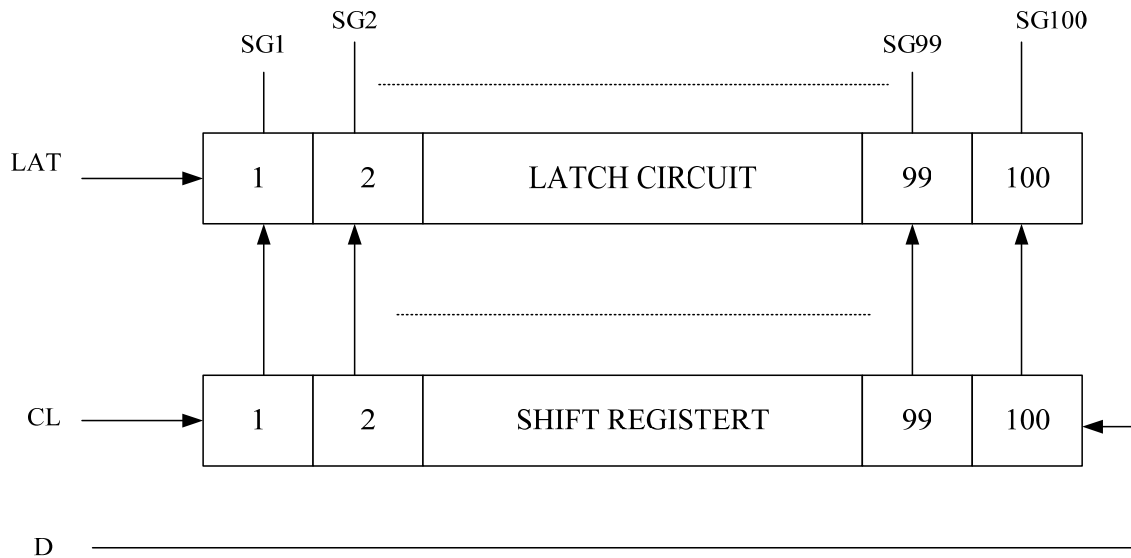 SG1 SG2 SG99 SG100
LAT 1 2 LATCH CIRCUIT 99 100
CL 1 2 SHIFT REGISTERT 99 100
D